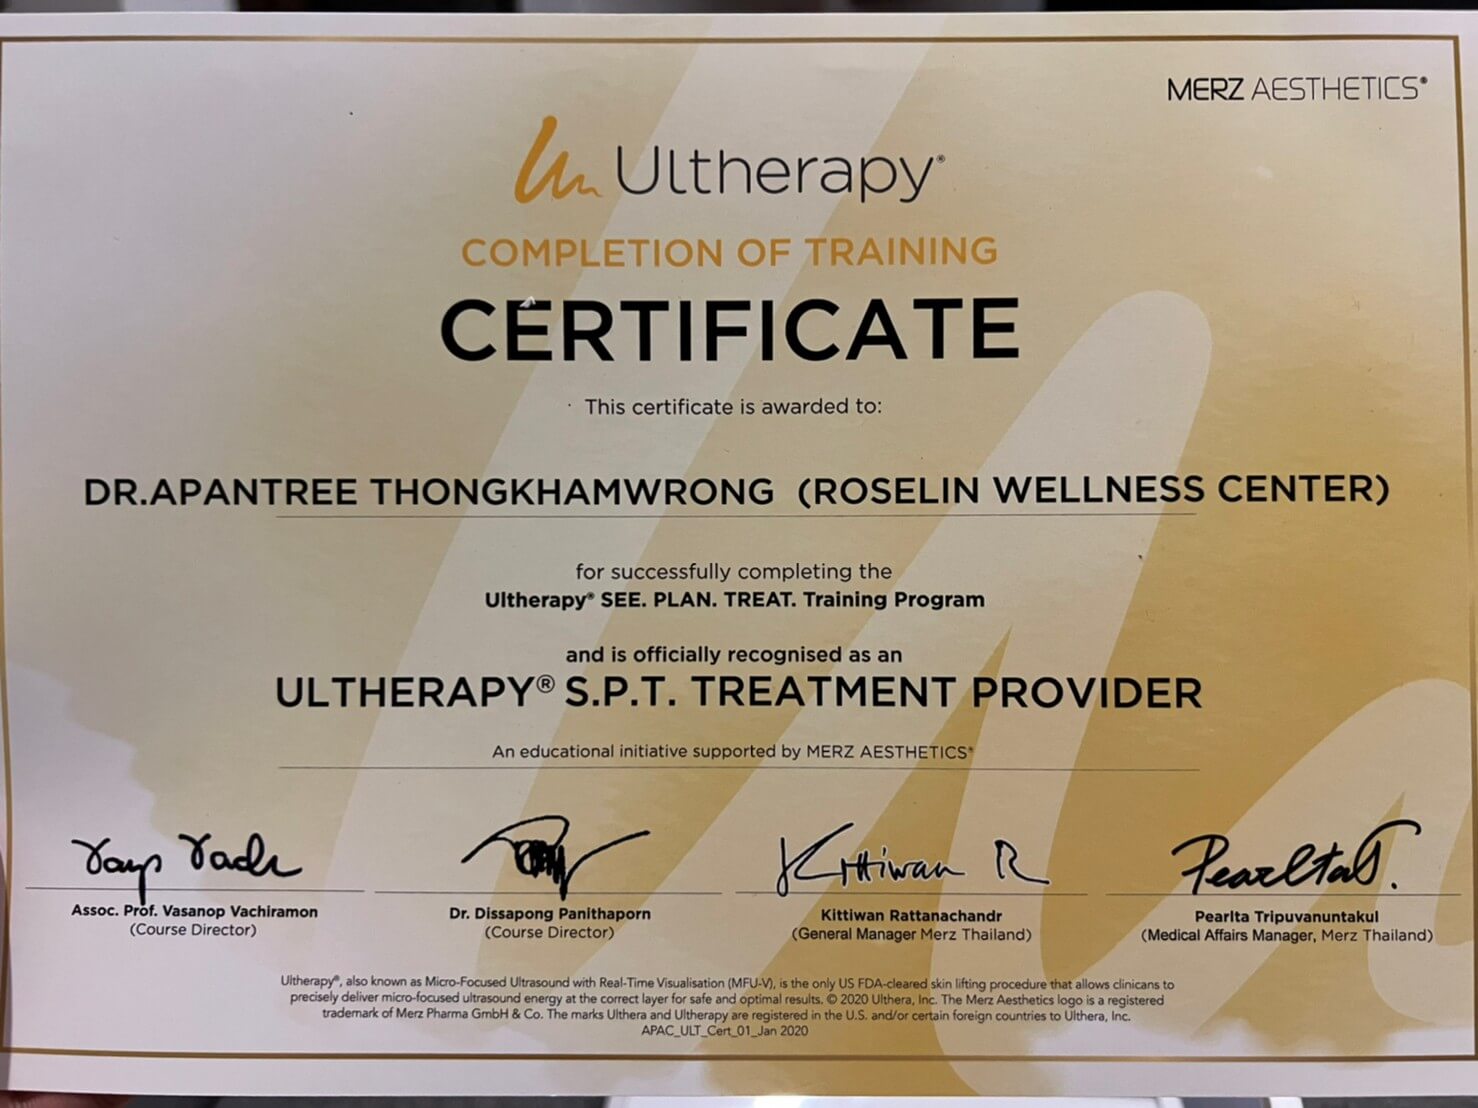 MERZ AESTHETICS®
Ultherapy®
COMPLETION OF TRAINING
CERTIFICATE
This certificate is awarded to:
DR.APANTREE THONGKHAMWRONG (ROSELIN WELLNESS CENTER)
for successfully completing the
Ultherapy® SEE. PLAN. TREAT. Training Program
and is officially recognised as an
ULTHERAPY® S.P.T. TREATMENT PROVIDER
An educational initiative supported by MERZ AESTHETICS®
Kittiwan R
Assoc. Prof. Vasanop Vachiramon
(Course Director)
Dr. Dissapong Panithaporn
(Course Director)
Kittiwan Rattanachandr
(General Manager Merz Thailand)
Pearlta Tripuvanuntakul
(Medical Affairs Manager, Merz Thailand)
Ultherapy®, also known as Micro-Focused Ultrasound with Real-Time Visualisation (MFU-V), is the only US FDA-cleared skin lifting procedure that allows clinicians to
precisely deliver micro-focused ultrasound energy at the correct layer for safe and optimal results. © 2020 Ulthera, Inc. The Merz Aesthetics logo is a registered
trademark of Merz Pharma GmbH & Co. The marks Ulthera and Ultherapy are registered in the U.S. and/or certain foreign countries to Ulthera, Inc.
APAC_ULT_Cert_01_Jan 2020